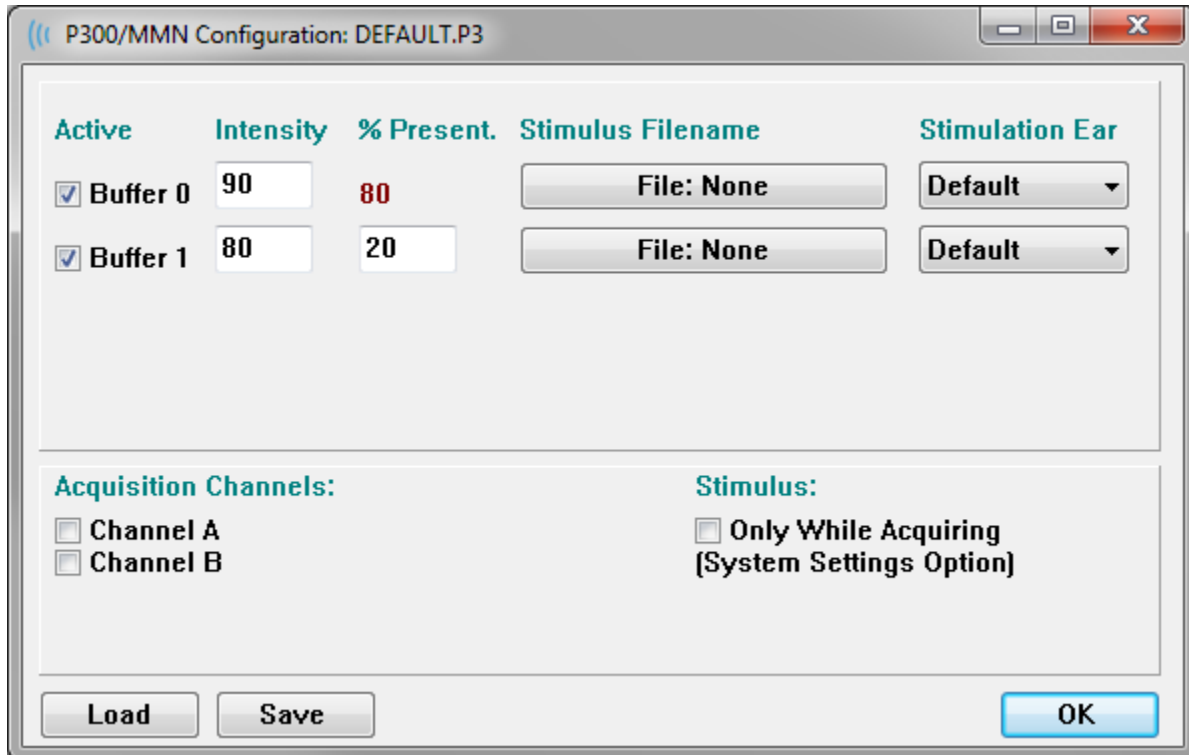 P300/MMN Configuration: DEFAULT.P3
Active Intensity % Present. Stimulus Filename Stimulation Ear
Buffer 0 90 80 File: None Default
Buffer 1 80 20 File: None Default
Acquisition Channels: Stimulus:
Channel A Only While Acquiring
Channel B (System Settings Option)
Load Save OK